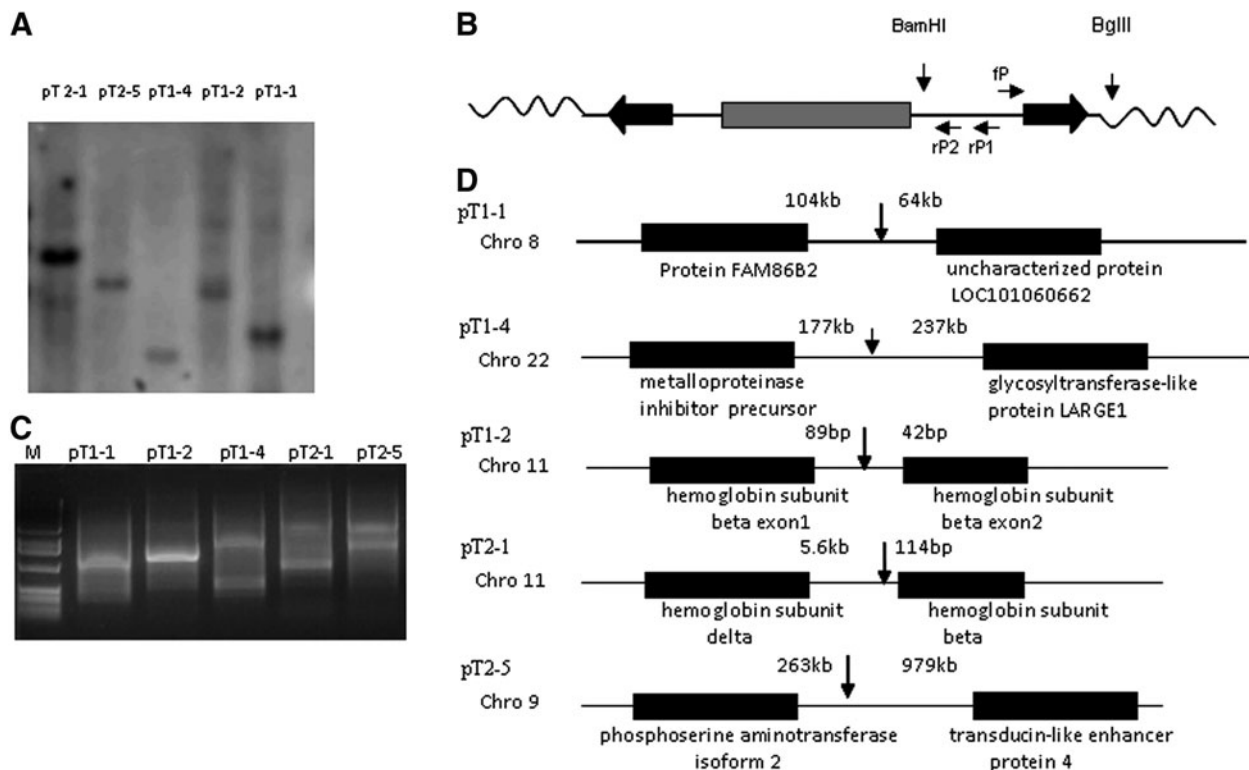 A
pT 2-1 pT2-5 pT1-4 pT1-2 pT1-1
B
BamHI BglII
fP
rP2 rP1
C
M pT1-1 pT1-2 pT1-4 pT2-1 pT2-5
D
pT1-1
104kb 64kb
Chro 8
Protein FAM86B2 uncharacterized protein
LOC101060662
pT1-4
177kb 237kb
Chro 22
metalloproteinase glycosyltransferase-like
inhibitor precursor protein LARGE1
pT1-2
89bp 42bp
Chro 11
hemoglobin subunit hemoglobin subunit
beta exon1 beta exon2
pT2-1
5.6kb 114bp
Chro 11
hemoglobin subunit hemoglobin subunit
delta beta
pT2-5
263kb 979kb
Chro 9
phosphoserine aminotransferase transducin-like enhancer
isoform 2 protein 4